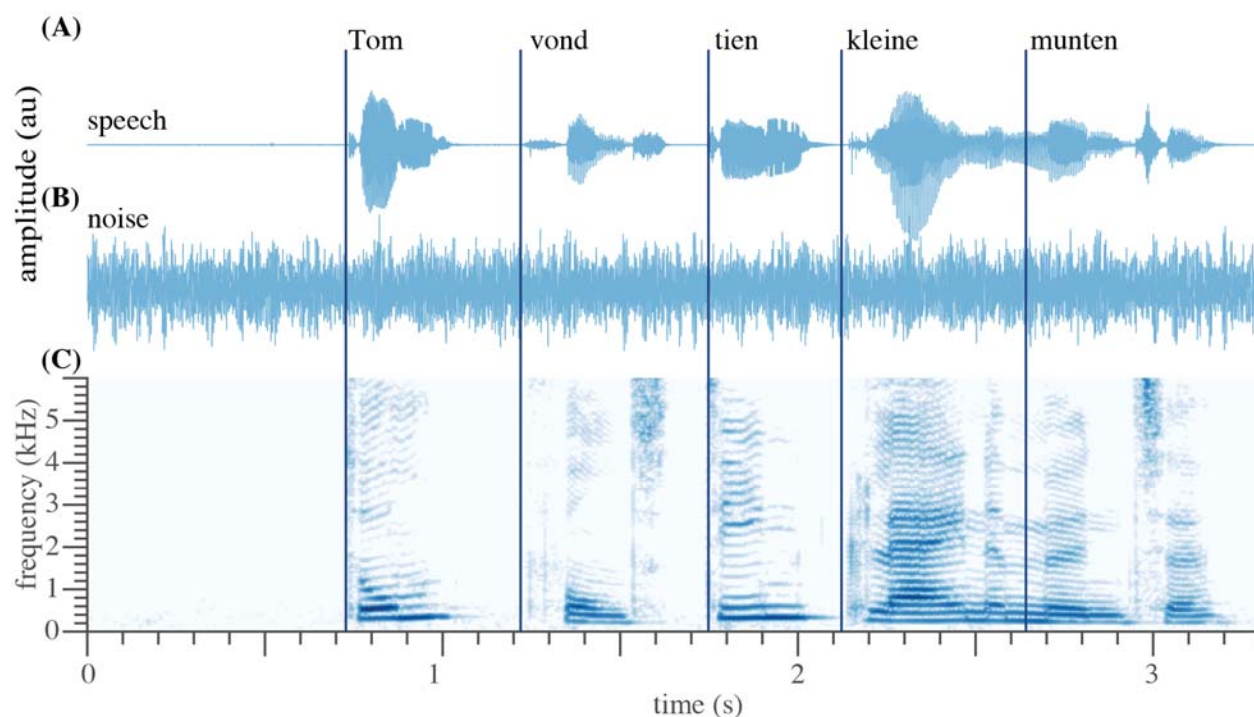 (A)
Tom vond tien kleine munten
speech
amplitude (au)
(B)
noise
(C)
frequency (kHz)
5
4
3
2
1
0
0 1 2 3
time (s)